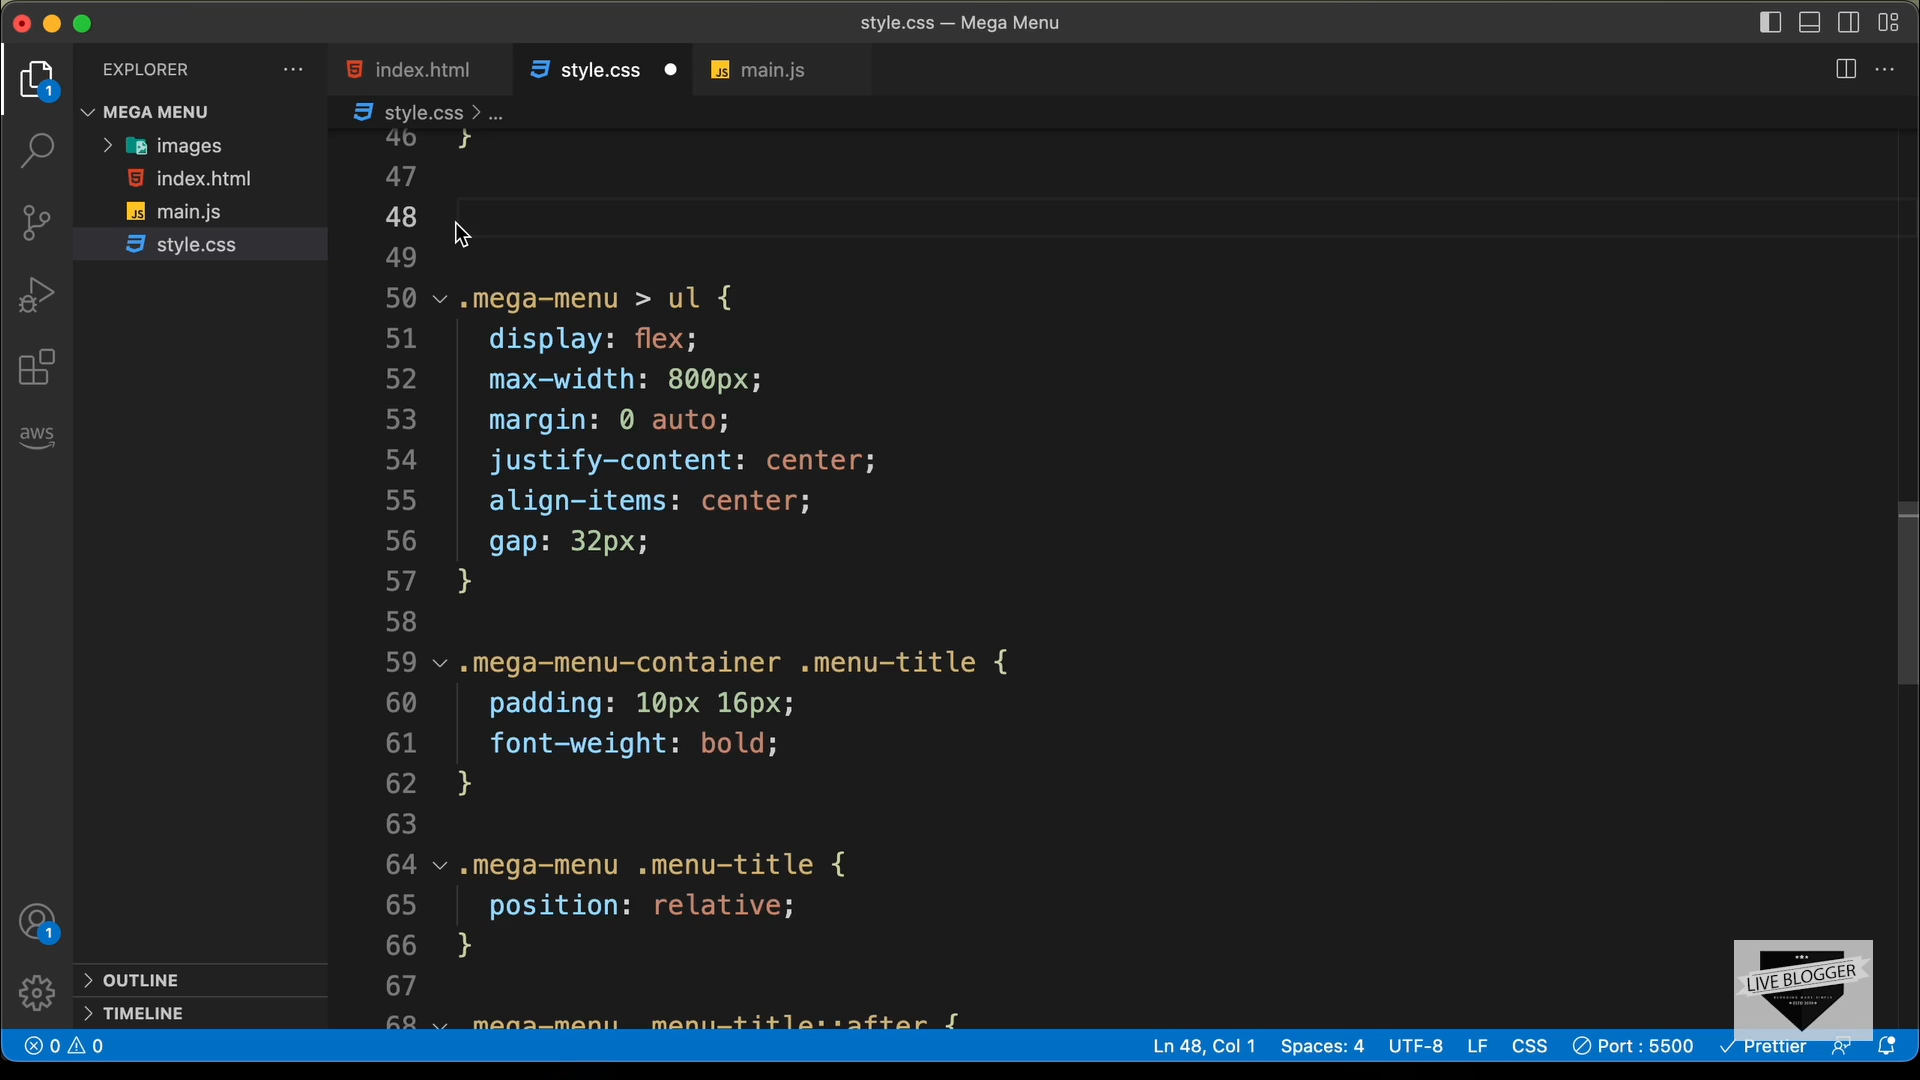 style.css — Mega Menu
EXPLORER
index.html
style.css
JS main.js
MEGA MENU
style.css > ...
images
index.html
JS main.js
style.css
1
aws
1
46 }
47
48
49
50 .mega-menu > ul {
51 display: flex;
52 max-width: 800px;
53 margin: 0 auto;
54 justify-content: center;
55 align-items: center;
56 gap: 32px;
57 }
58
59 .mega-menu-container .menu-title {
60 padding: 10px 16px;
61 font-weight: bold;
62 }
63
64 .mega-menu .menu-title {
65 position: relative;
66 }
67
68 .mega-menu .menu-title::after {
OUTLINE
TIMELINE
LIVE BLOGGER
0 0
Ln 48, Col 1 Spaces: 4 UTF-8 LF CSS Port : 5500 Prettier